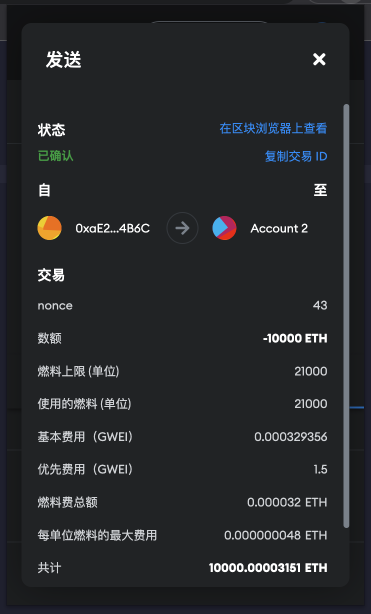 发送
状态 在区块浏览器上查看
已确认 复制交易 ID
自 至
0xaE2...4B6C Account 2
交易
nonce 43
数额 -10000 ETH
燃料上限 (单位) 21000
使用的燃料 (单位) 21000
基本费用（GWEI） 0.000329356
优先费用（GWEI） 1.5
燃料费总额 0.000032 ETH
每单位燃料的最大费用 0.000000048 ETH
共计 10000.00003151 ETH